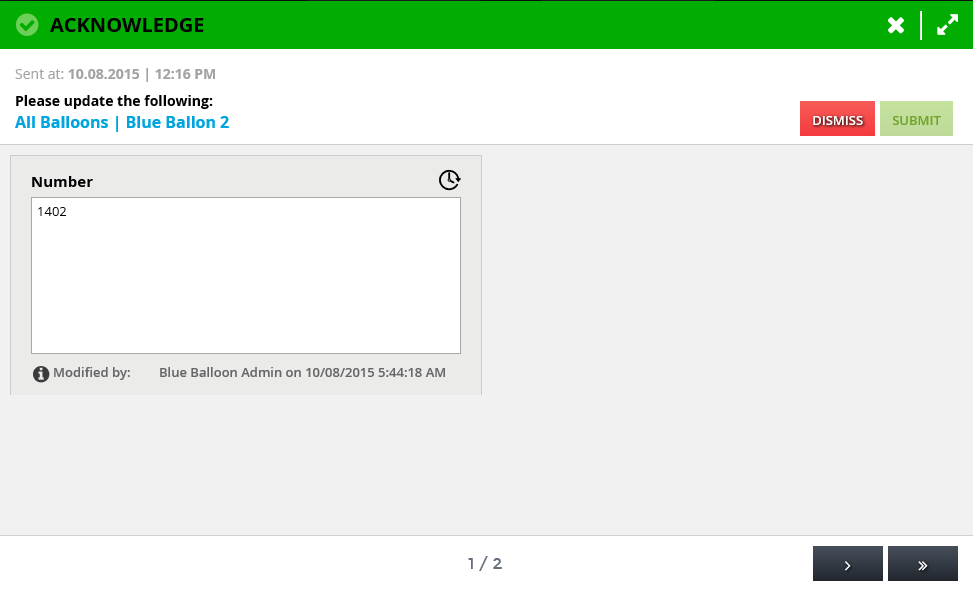 ACKNOWLEDGE
Sent at: 10.08.2015 | 12:16 PM
Please update the following:
All Balloons | Blue Ballon 2
DISMISS
SUBMIT
Number
1402
Modified by: Blue Balloon Admin on 10/08/2015 5:44:18 AM
1 / 2